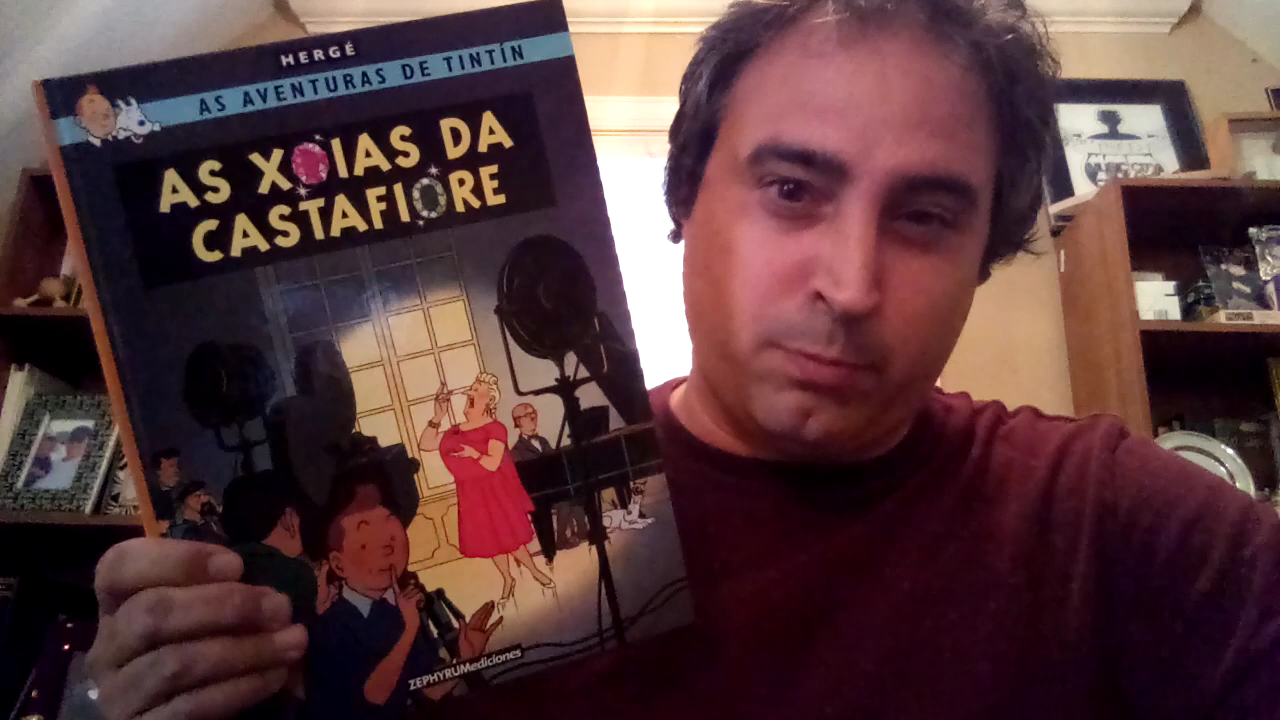 HERGÉ
AS AVENTURAS DE TINTÍN
AS XOIAS DA
CASTAFIORE
ZEPHYRUMediciones